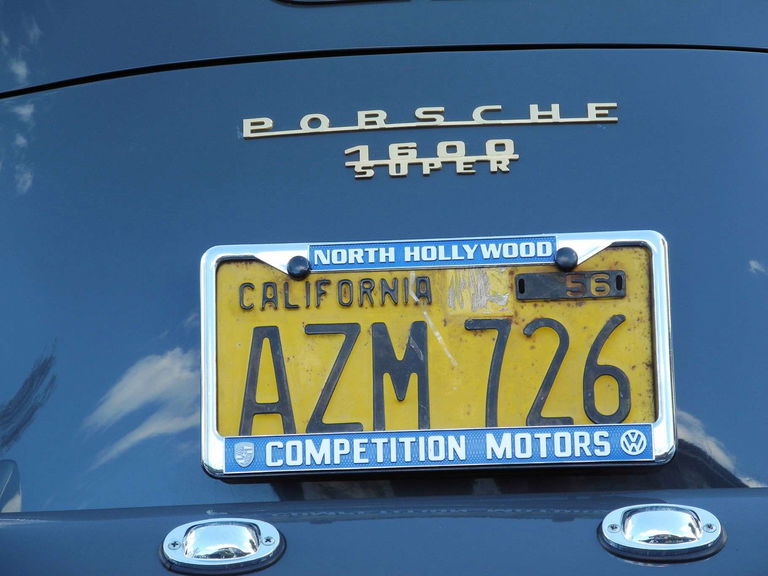 PORSCHE
1600
SUPER
NORTH HOLLYWOOD
CALIFORNIA 56
AZM 726
COMPETITION MOTORS